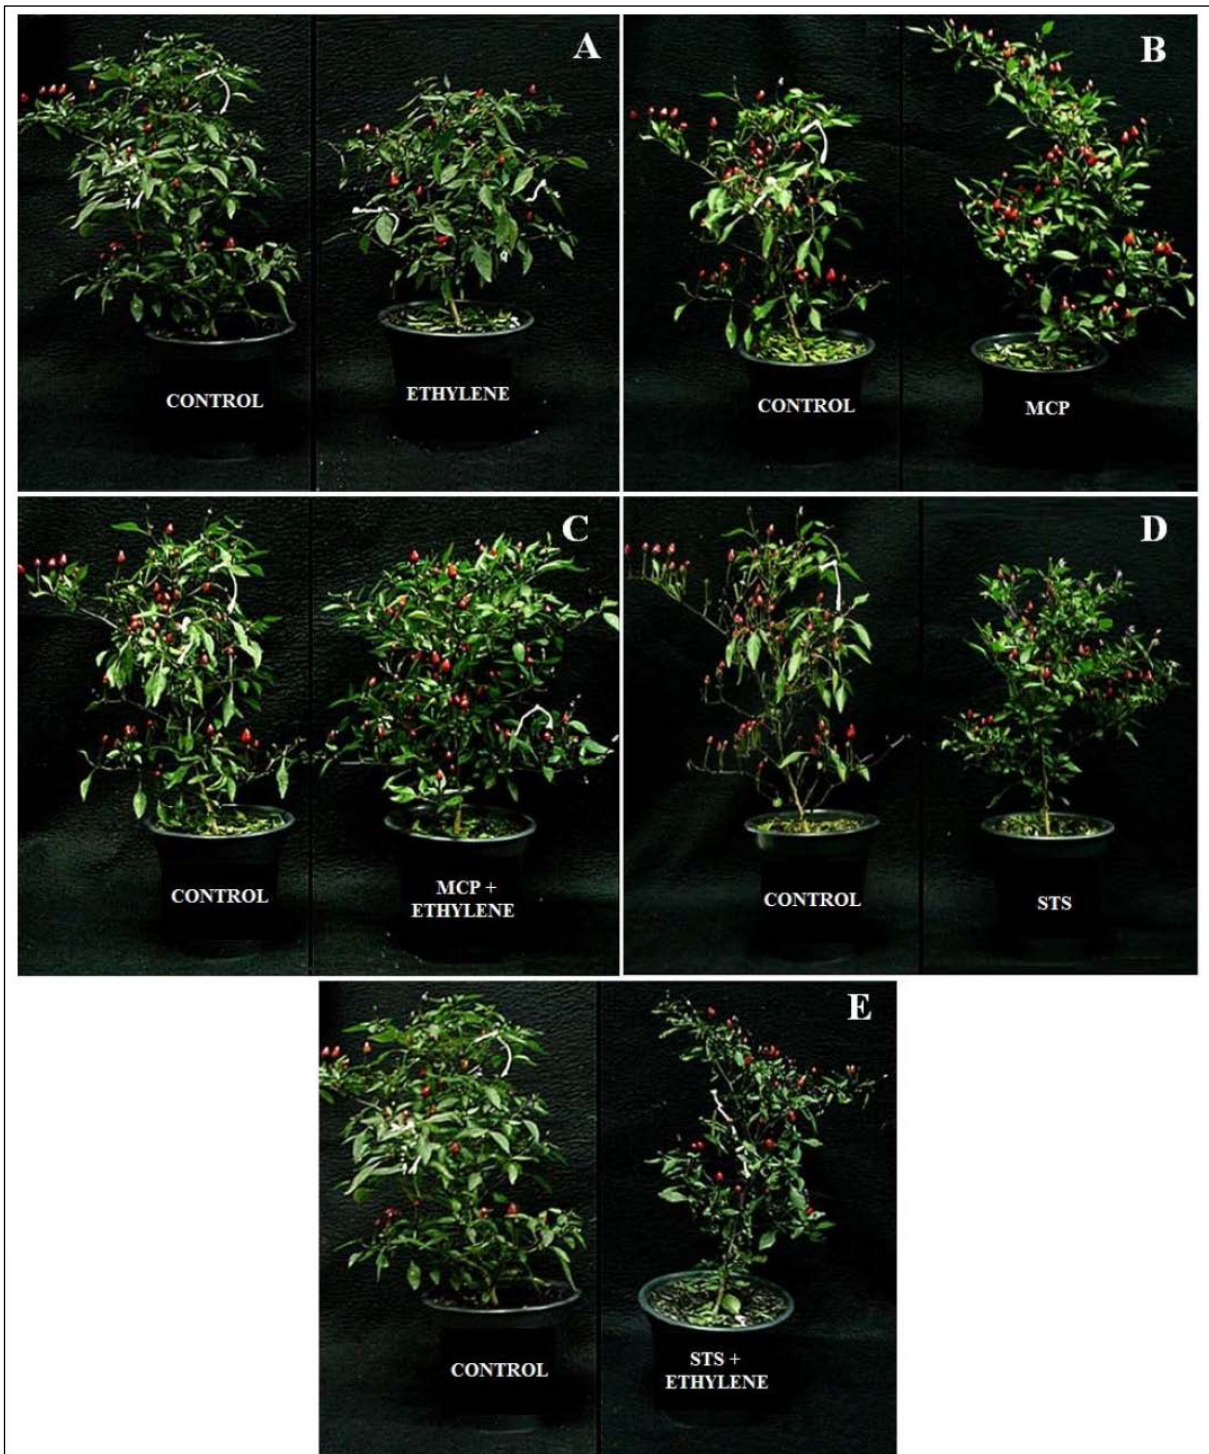 A
CONTROL
ETHYLENE
B
CONTROL
MCP
C
CONTROL
MCP +
ETHYLENE
D
CONTROL
STS
E
CONTROL
STS +
ETHYLENE